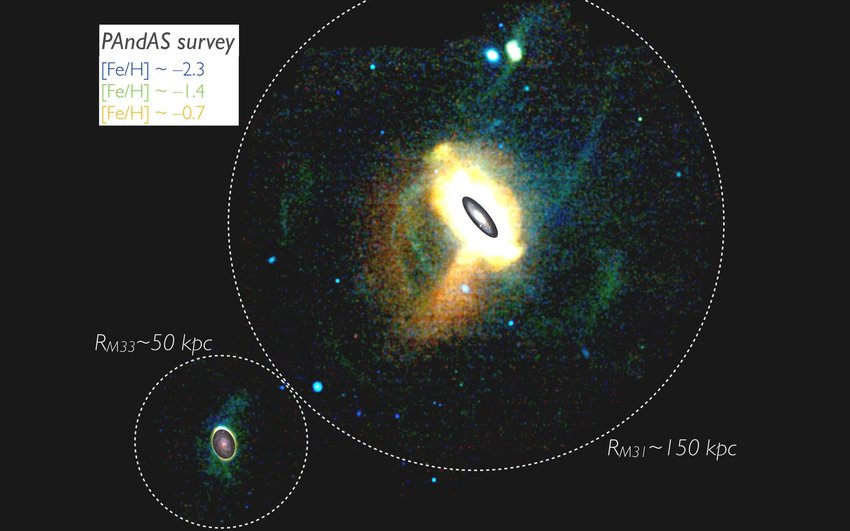 PAndAS survey
[Fe/H] ~ –2.3
[Fe/H] ~ –1.4
[Fe/H] ~ –0.7
RM33~50 kpc
RM31~150 kpc